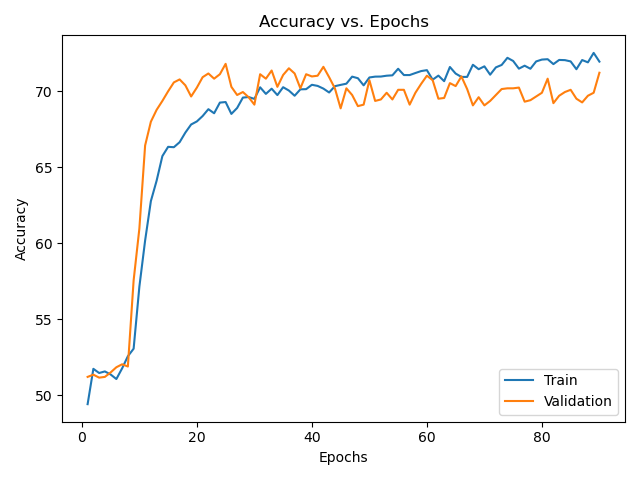 Accuracy vs. Epochs
Accuracy
70
65
60
55
50
0 20 40 60 80
Epochs
Train
Validation